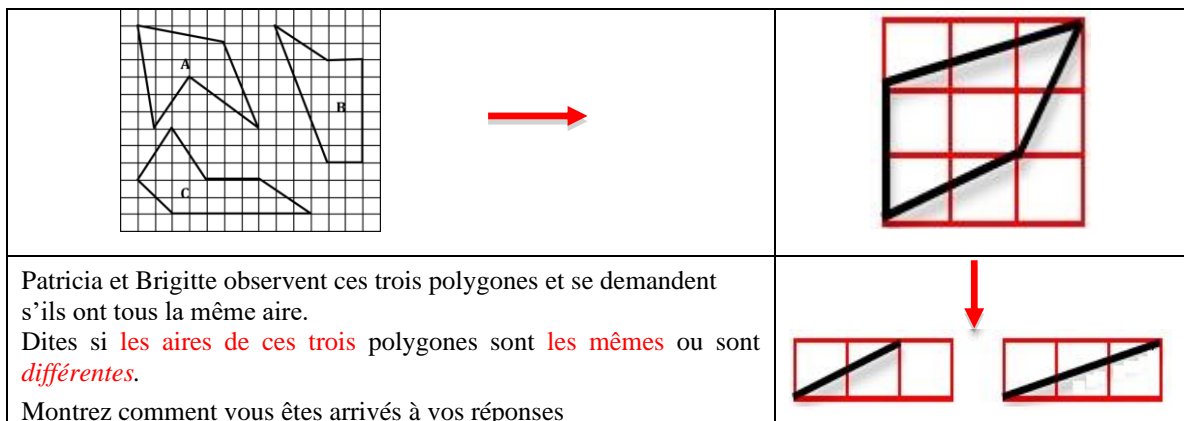 A
B
C
Patricia et Brigitte observent ces trois polygones et se demandent
s’ils ont tous la même aire.
Dites si les aires de ces trois polygones sont les mêmes ou sont
différentes.
Montrez comment vous êtes arrivés à vos réponses